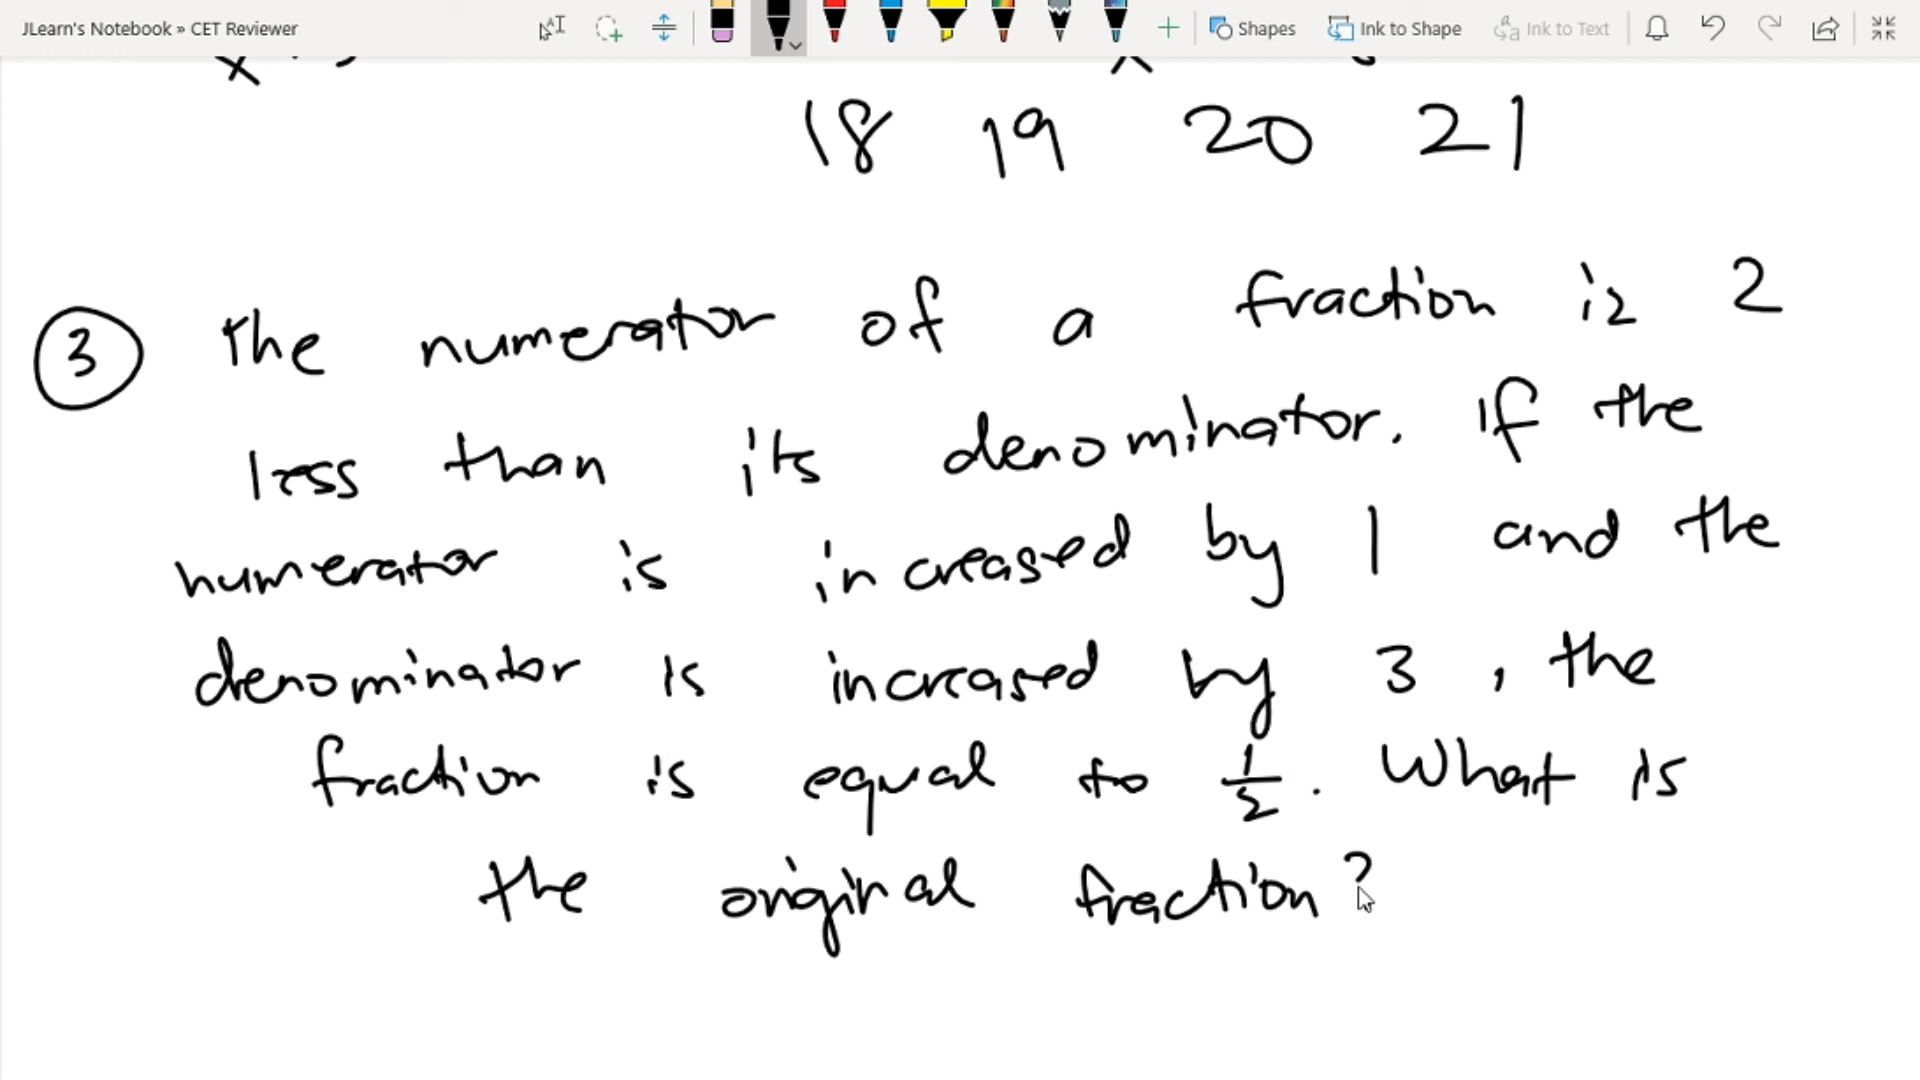 JLearn's Notebook » CET Reviewer
Shapes Ink to Shape Ink to Text
18 19 20 21
3 the numerator of a fraction is 2
less than its denominator. If the
numerator is increased by 1 and the
denominator is increased by 3, the
fraction is equal to 1/2. What is
the original fraction?